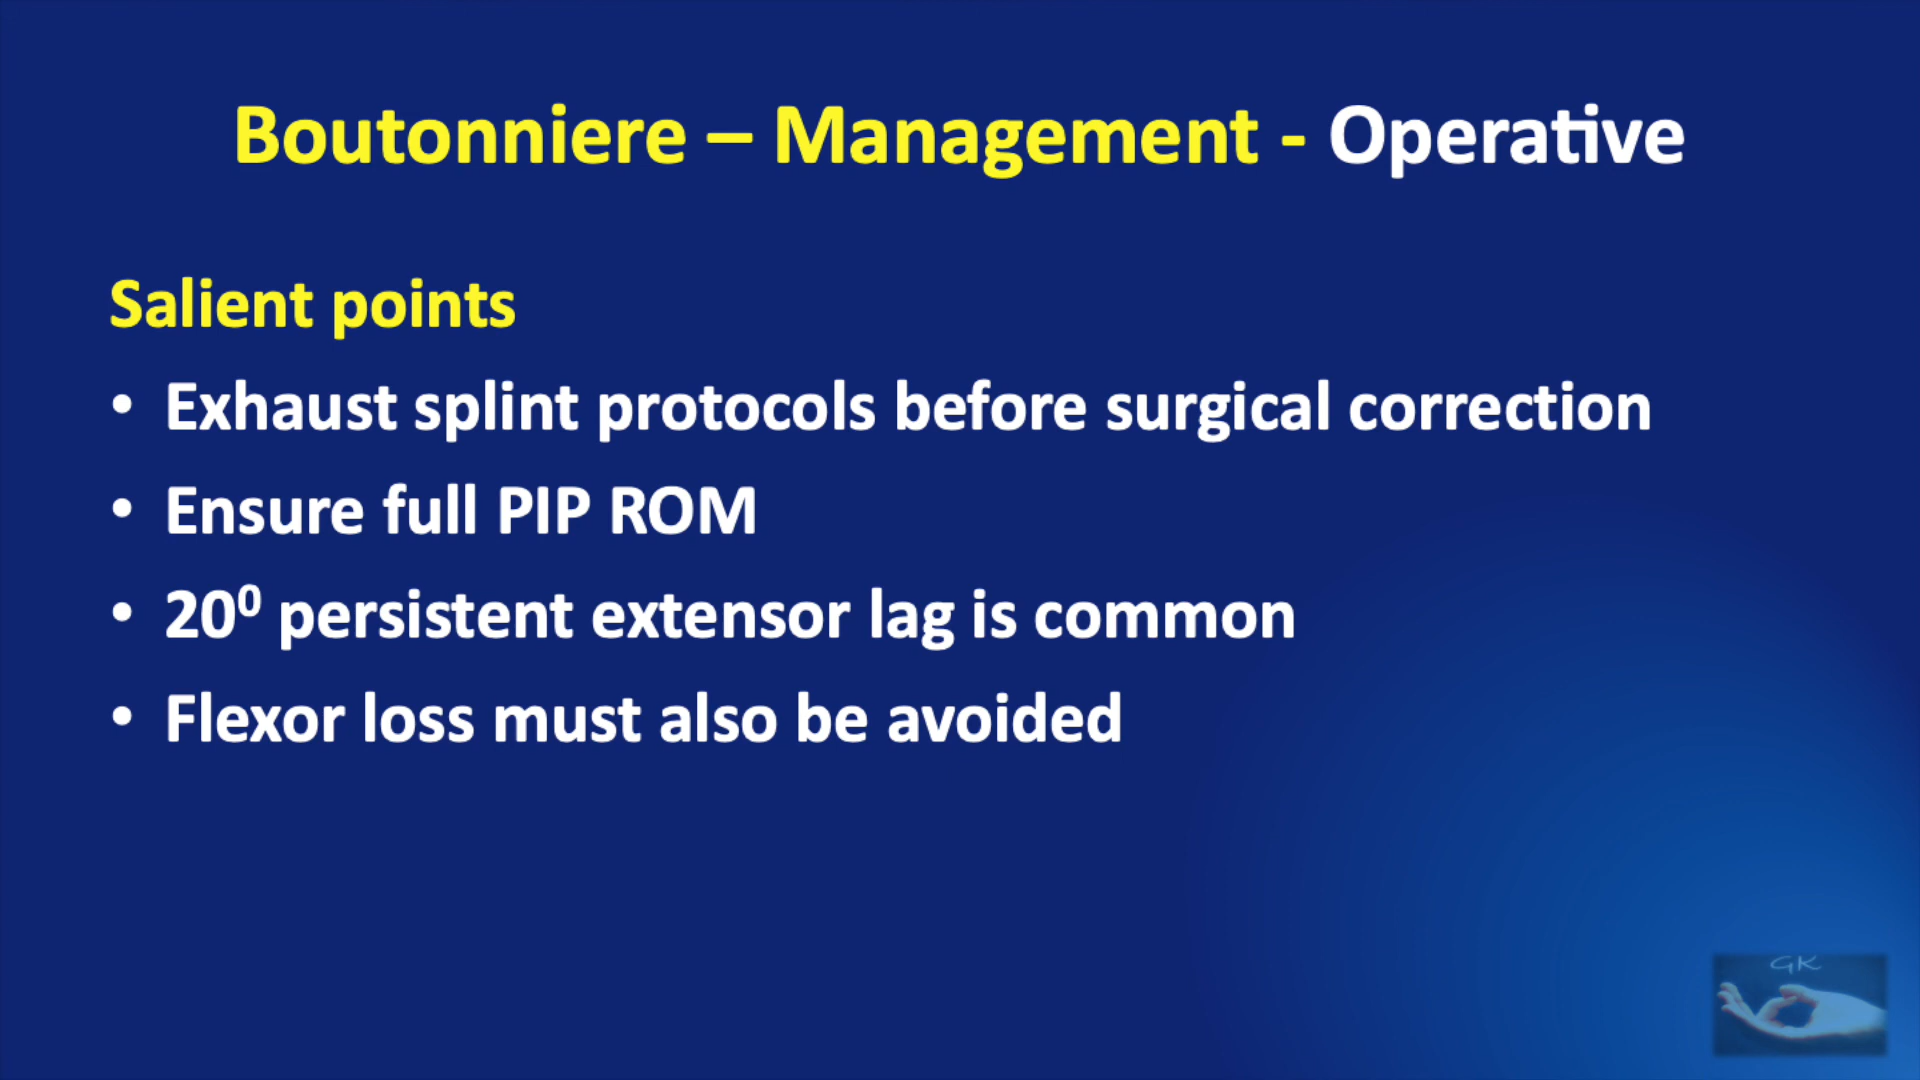 Boutonniere – Management - Operative
Salient points
• Exhaust splint protocols before surgical correction
• Ensure full PIP ROM
• 20⁰ persistent extensor lag is common
• Flexor loss must also be avoided
GK